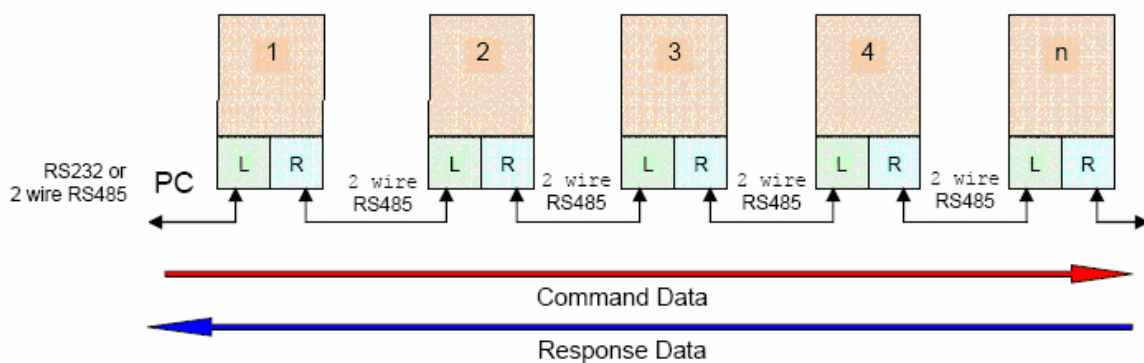 1
2
3
4
n
L R
L R
L R
L R
L R
RS232 or
2 wire RS485
PC
2 wire
RS485
2 wire
RS485
2 wire
RS485
2 wire
RS485
Command Data
Response Data